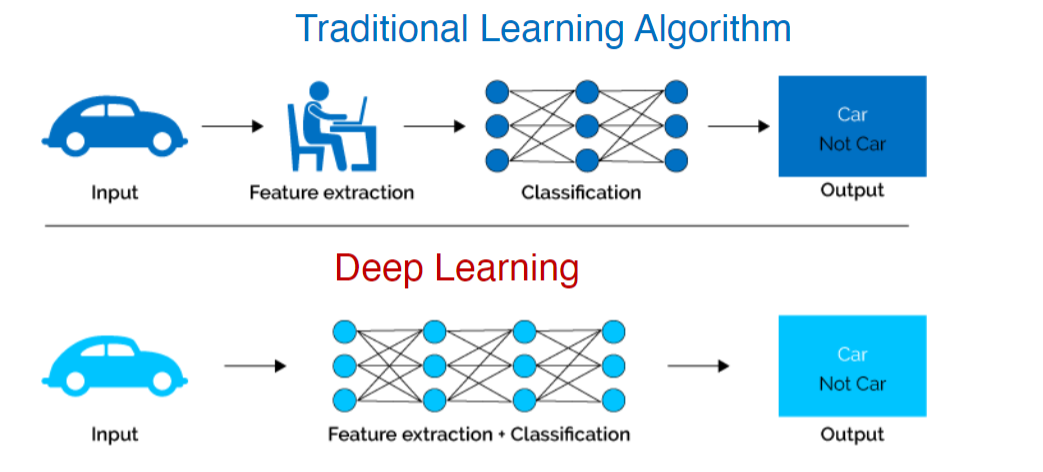 Traditional Learning Algorithm
Car
Not Car
Input
Feature extraction
Classification
Output
Deep Learning
Car
Not Car
Input
Feature extraction + Classification
Output